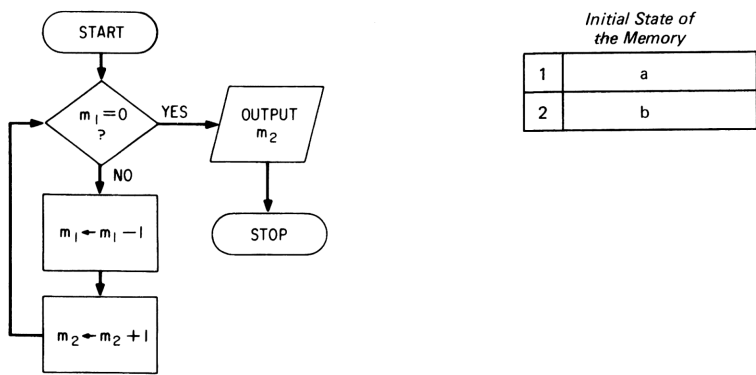 START
m₁=0
?
YES
NO
OUTPUT
m₂
STOP
m₁←m₁−1
m₂←m₂+1
Initial State of
the Memory
1 a
2 b